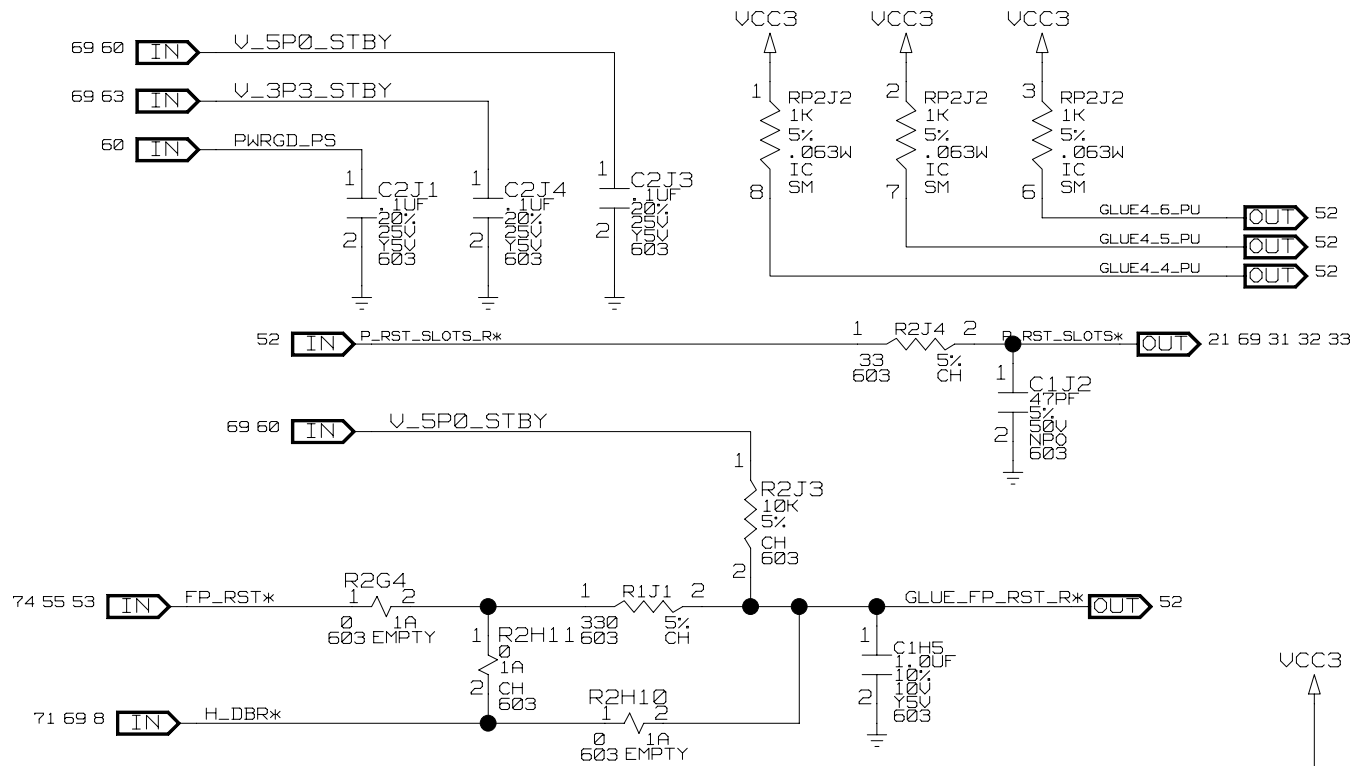 VCC3 VCC3 VCC3
69 60 IN V_5P0_STBY
69 63 IN V_3P3_STBY
60 IN PWRGD_PS
1 C2J1
.1UF
20%
25V
Y5V
603
2
1 C2J4
.1UF
20%
25V
Y5V
603
2
1 C2J3
.1UF
20%
25V
Y5V
603
2
1 RP2J2
1K
5%
.063W
IC
SM
8
2 RP2J2
1K
5%
.063W
IC
SM
7
3 RP2J2
1K
5%
.063W
IC
SM
6
GLUE4_6_PU OUT 52
GLUE4_5_PU OUT 52
GLUE4_4_PU OUT 52
52 IN P_RST_SLOTS_R*
1 R2J4 2
33 5%
603 CH
P_RST_SLOTS* OUT 21 69 31 32 33
1 C1J2
47PF
5%
50V
NPO
603
2
69 60 IN V_5P0_STBY
1
R2J3
10K
5%
CH
603
2
74 55 53 IN FP_RST*
R2G4
1 2
0 1A
603 EMPTY
1 R2H11
0
1A
CH
603
2
1 R1J1 2
330 5%
603 CH
GLUE_FP_RST_R* OUT 52
1 C1H5
1.0UF
10%
10V
Y5V
603
2
71 69 8 IN H_DBR*
R2H10
1 2
0 1A
603 EMPTY
VCC3